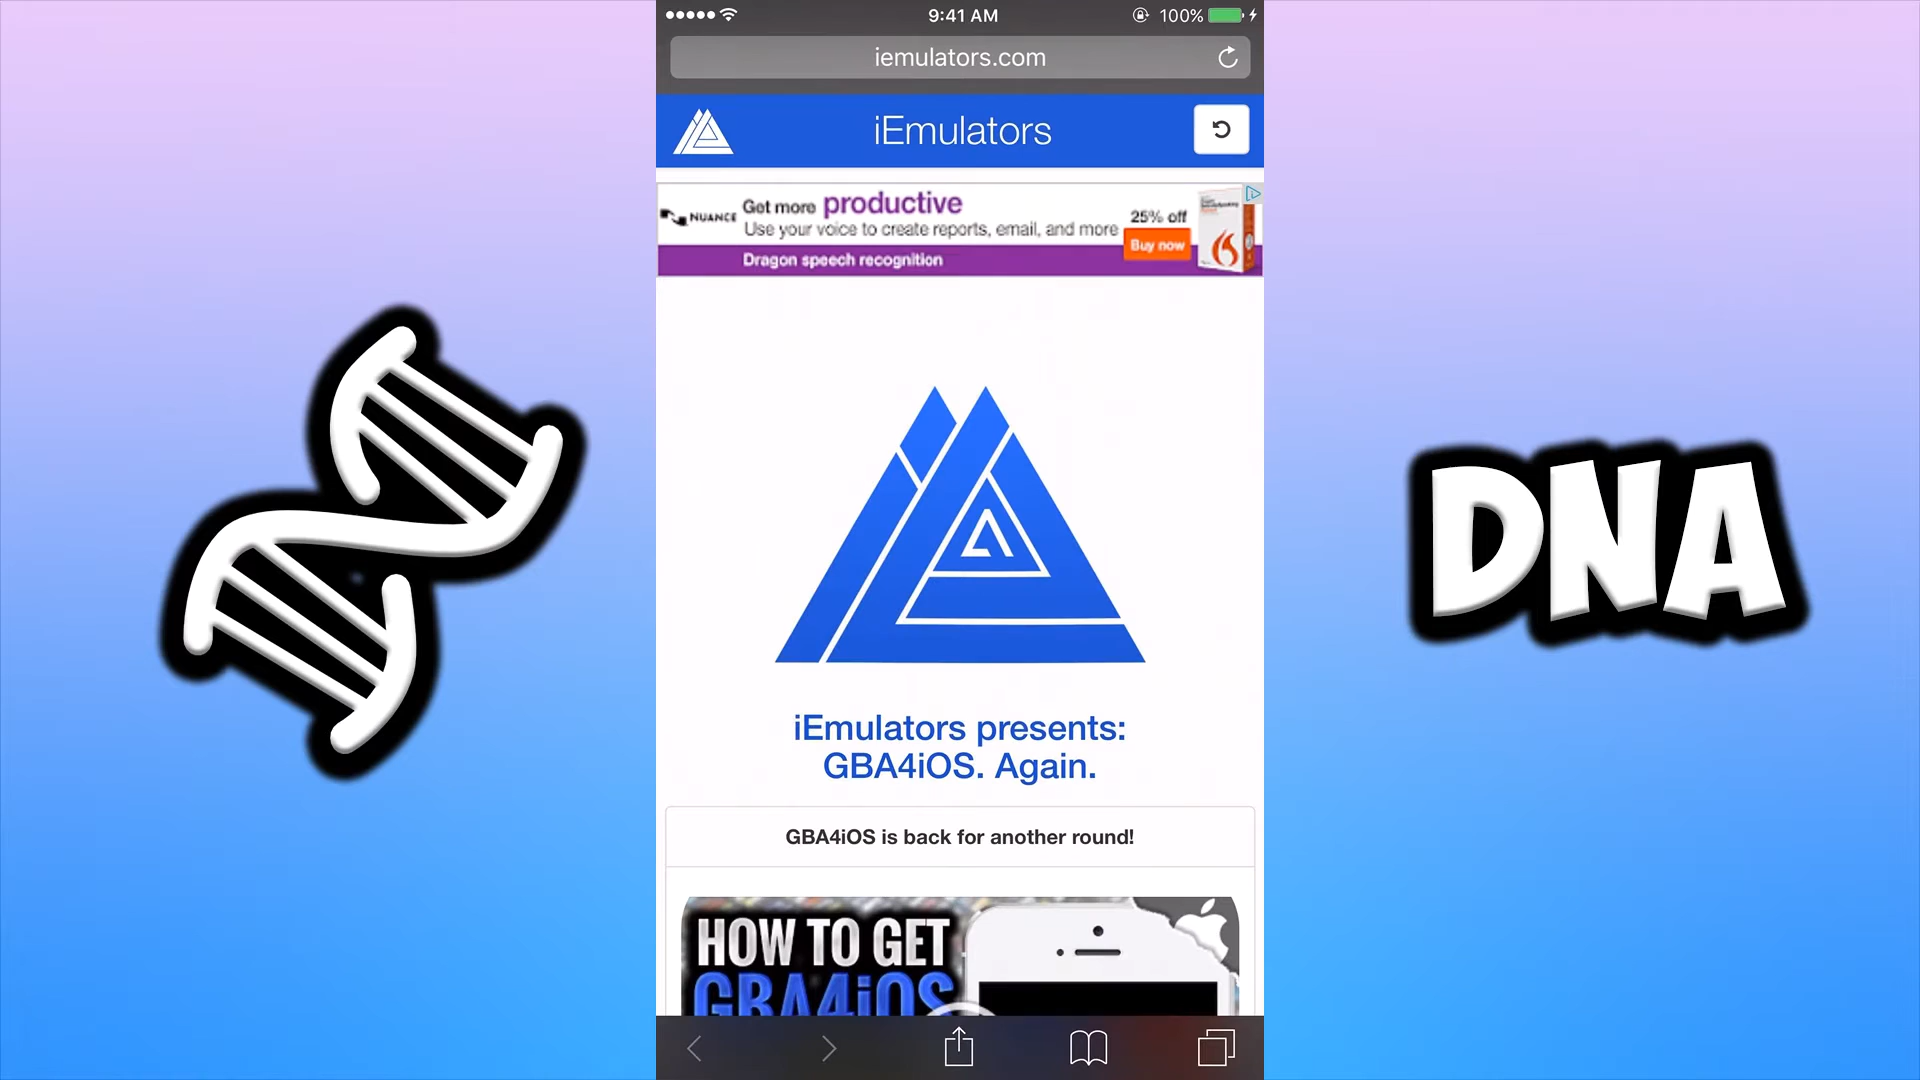 9:41 AM
100%
iemulators.com
iEmulators
NUANCE
Get more productive
Use your voice to create reports, email, and more
Dragon speech recognition
25% off
Buy now
iEmulators presents:
GBA4iOS. Again.
GBA4iOS is back for another round!
HOW TO GET
GBA4iOS
DNA